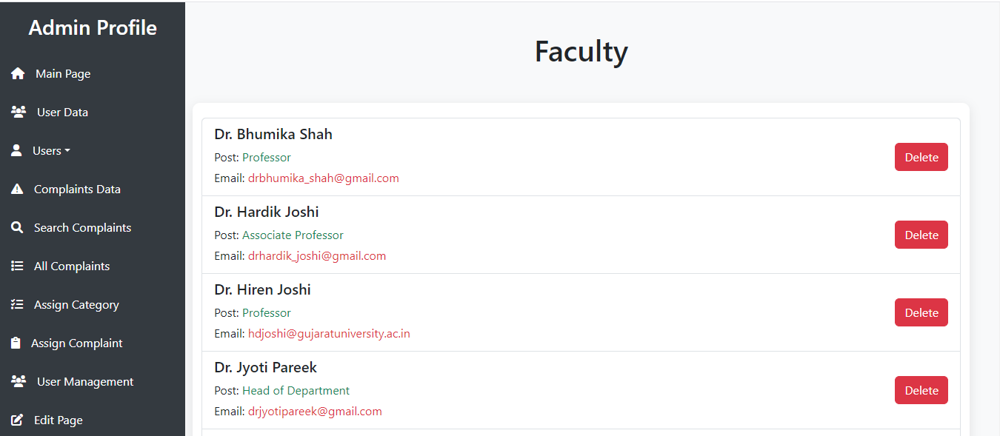 Admin Profile
Main Page
User Data
Users
Complaints Data
Search Complaints
All Complaints
Assign Category
Assign Complaint
User Management
Edit Page
Faculty
Dr. Bhumika Shah
Post: Professor
Email: drbhumika_shah@gmail.com
Delete
Dr. Hardik Joshi
Post: Associate Professor
Email: drhardik_joshi@gmail.com
Delete
Dr. Hiren Joshi
Post: Professor
Email: hdjoshi@gujaratuniversity.ac.in
Delete
Dr. Jyoti Pareek
Post: Head of Department
Email: drjyotipareek@gmail.com
Delete